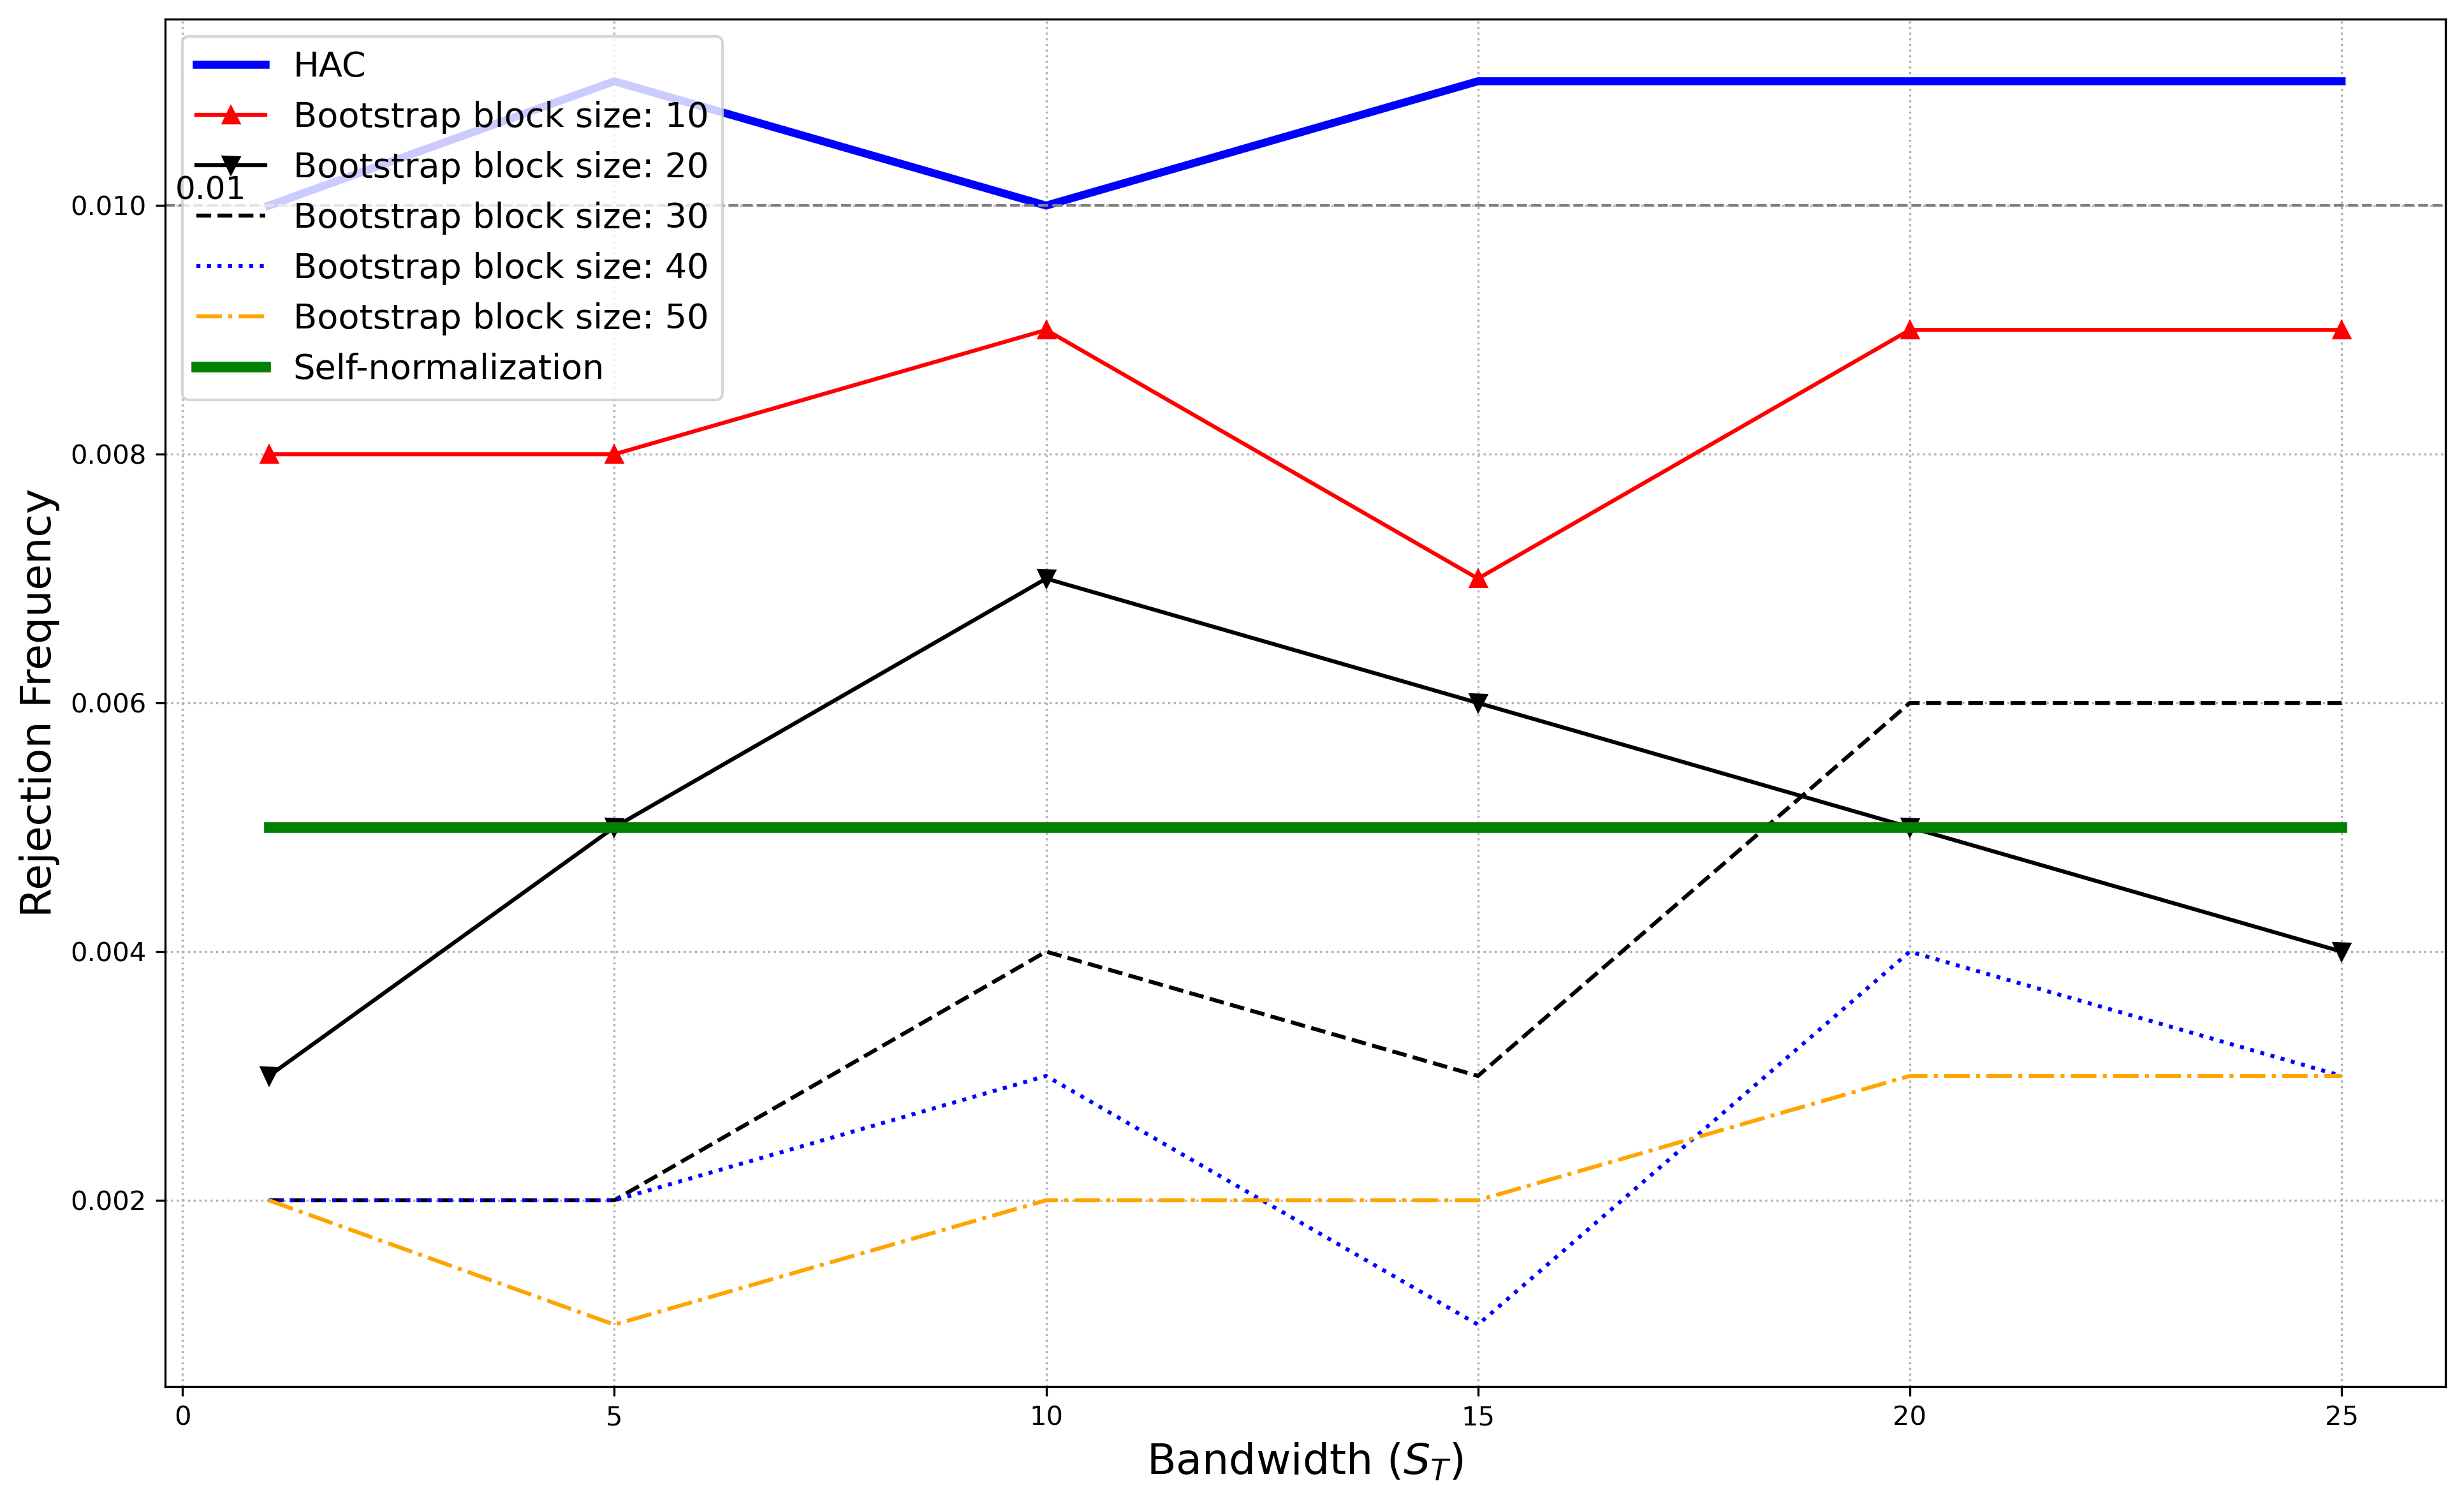 HAC
Bootstrap block size: 10
Bootstrap block size: 20
0.01
Bootstrap block size: 30
Bootstrap block size: 40
Bootstrap block size: 50
Self-normalization
0.010
0.008
0.006
0.004
0.002
Rejection Frequency
0 5 10 15 20 25
Bandwidth (S_T)